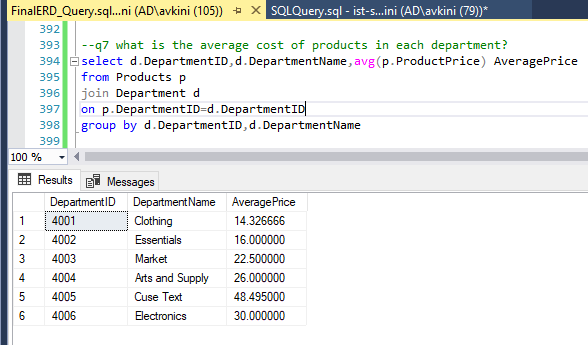 FinalERD_Query.sql...ni (AD\avkini (105))
SQLQuery.sql - ist-s...ini (AD\avkini (79))*
392
393 --q7 what is the average cost of products in each department?
394 select d.DepartmentID,d.DepartmentName,avg(p.ProductPrice) AveragePrice
395 from Products p
396 join Department d
397 on p.DepartmentID=d.DepartmentID
398 group by d.DepartmentID,d.DepartmentName
399
100 %
Results Messages
DepartmentID DepartmentName AveragePrice
1 4001 Clothing 14.326666
2 4002 Essentials 16.000000
3 4003 Market 22.500000
4 4004 Arts and Supply 26.000000
5 4005 Cuse Text 48.495000
6 4006 Electronics 30.000000